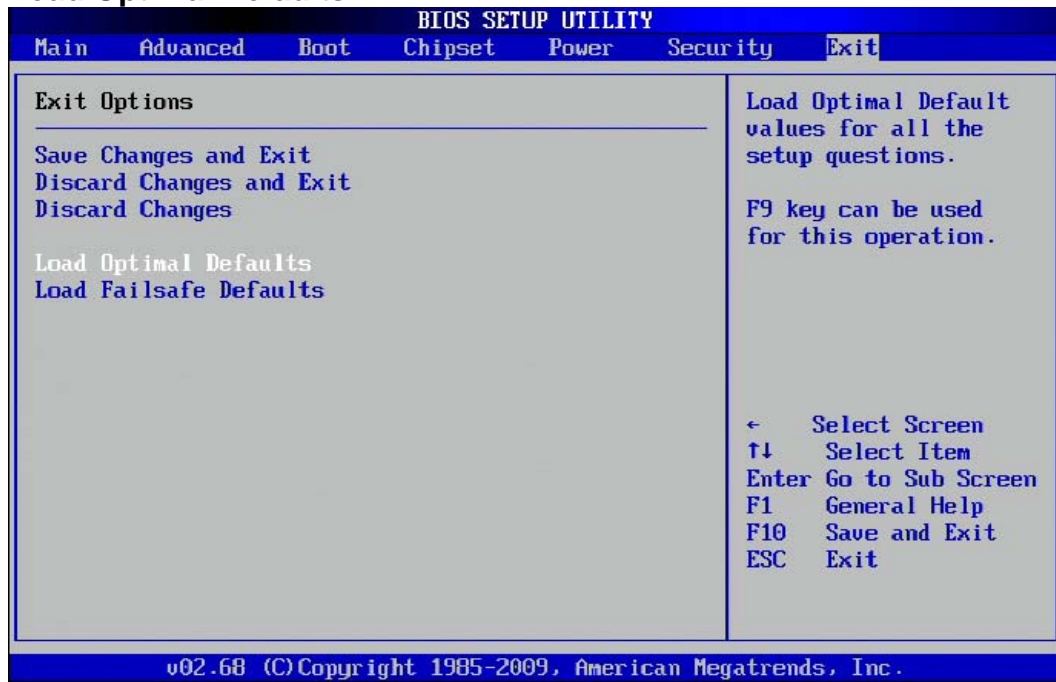 BIOS SETUP UTILITY
Main Advanced Boot Chipset Power Security Exit
Exit Options
Save Changes and Exit
Discard Changes and Exit
Discard Changes
Load Optimal Defaults
Load Failsafe Defaults
Load Optimal Default
values for all the
setup questions.
F9 key can be used
for this operation.
← Select Screen
↑↓ Select Item
Enter Go to Sub Screen
F1 General Help
F10 Save and Exit
ESC Exit
v02.68 (C)Copyright 1985-2009, American Megatrends, Inc.